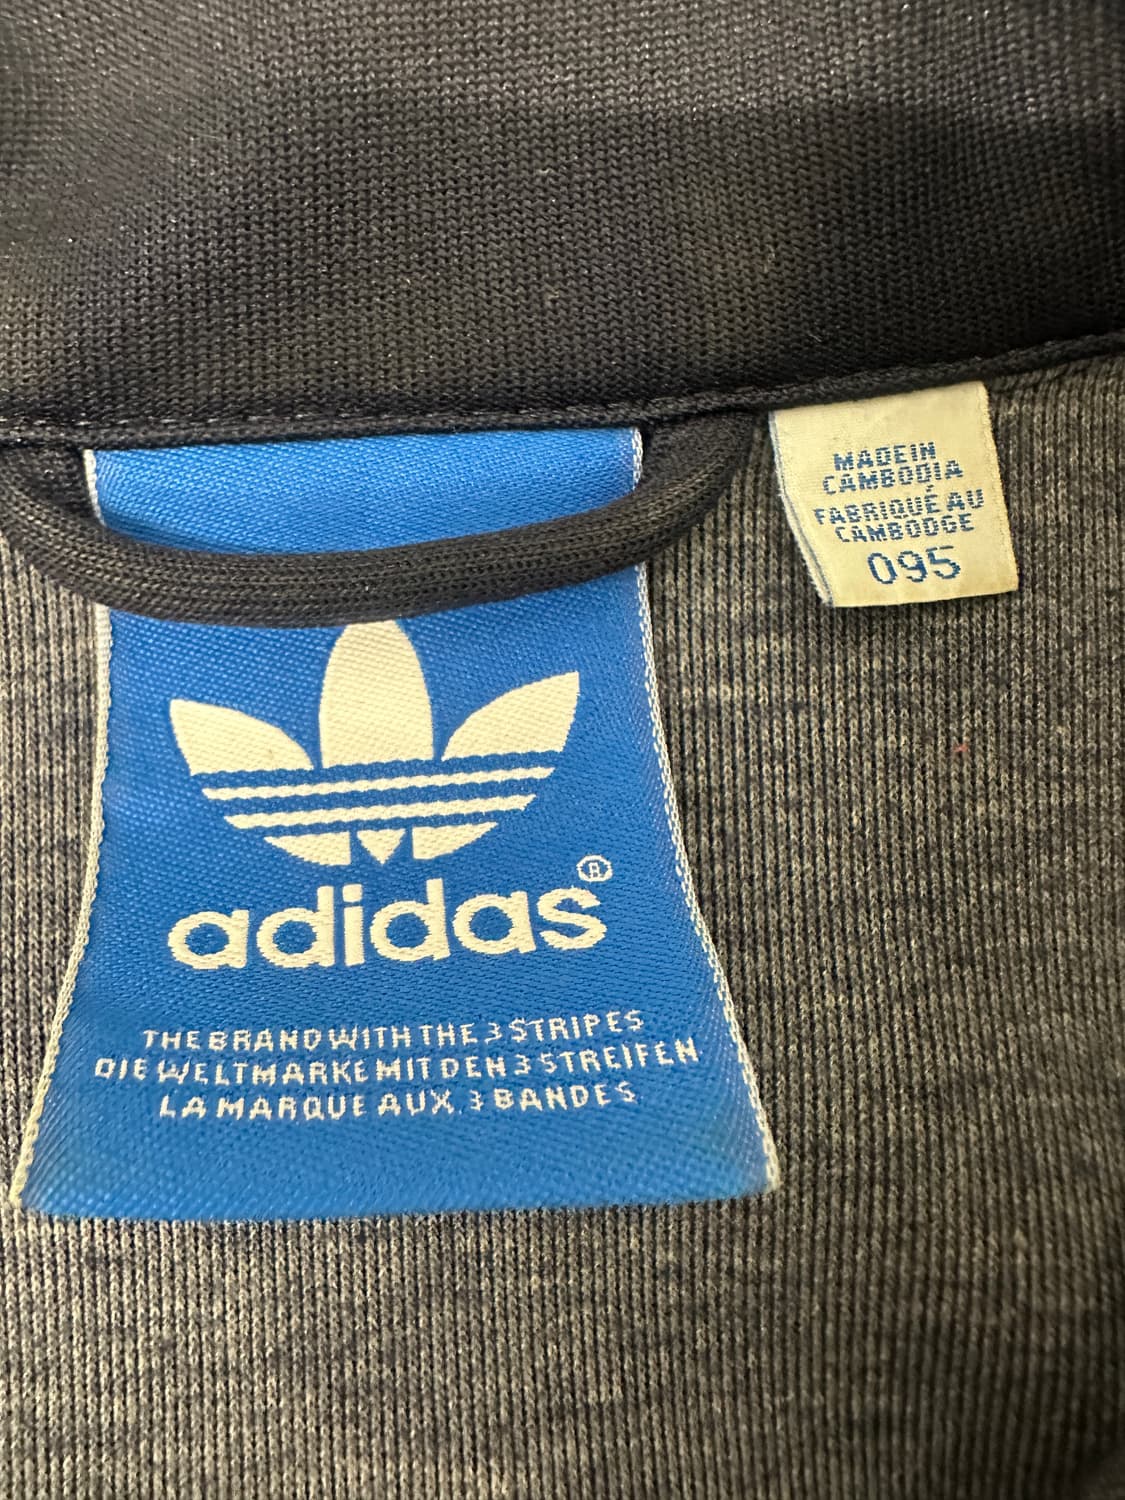 MADE IN
CAMBODIA
FABRIQUÉ AU
CAMBODGE
095
adidas®
THE BRAND WITH THE 3 STRIPES
DIE WELTMARKE MIT DEN 3 STREIFEN
LA MARQUE AUX 3 BANDES